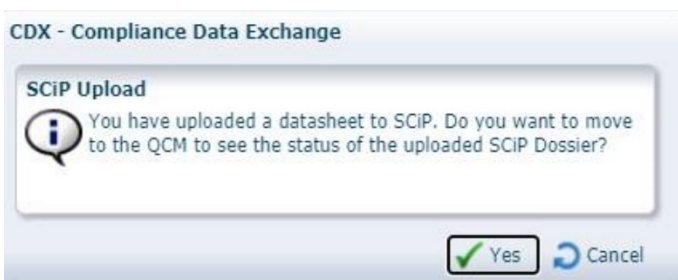 CDX - Compliance Data Exchange
SCiP Upload
You have uploaded a datasheet to SCiP. Do you want to move
to the QCM to see the status of the uploaded SCiP Dossier?
Yes Cancel